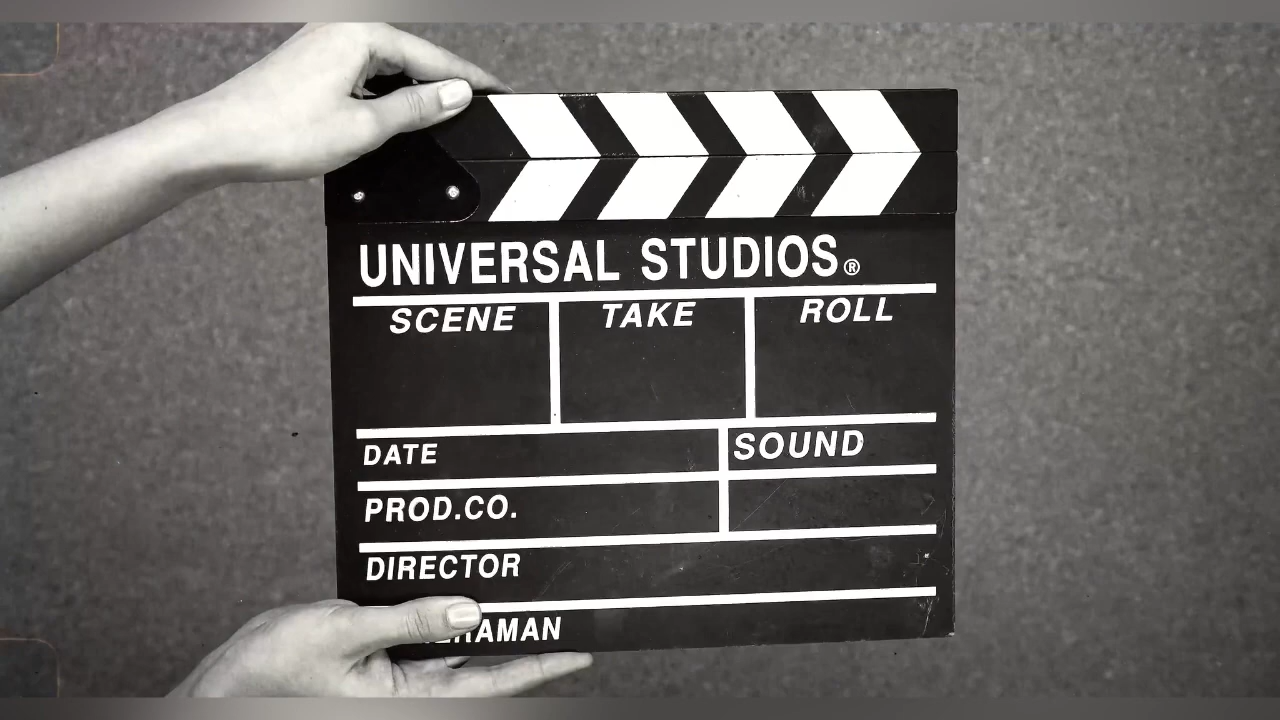 UNIVERSAL STUDIOS®
SCENE TAKE ROLL
DATE SOUND
PROD.CO.
DIRECTOR